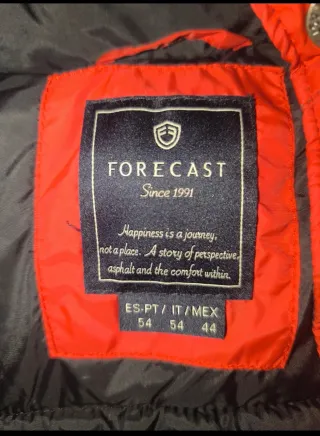 FORECAST
Since 1991
Happiness is a journey,
not a place. A story of perspective,
asphalt and the comfort within.
ES-PT / IT / MEX
54 54 44